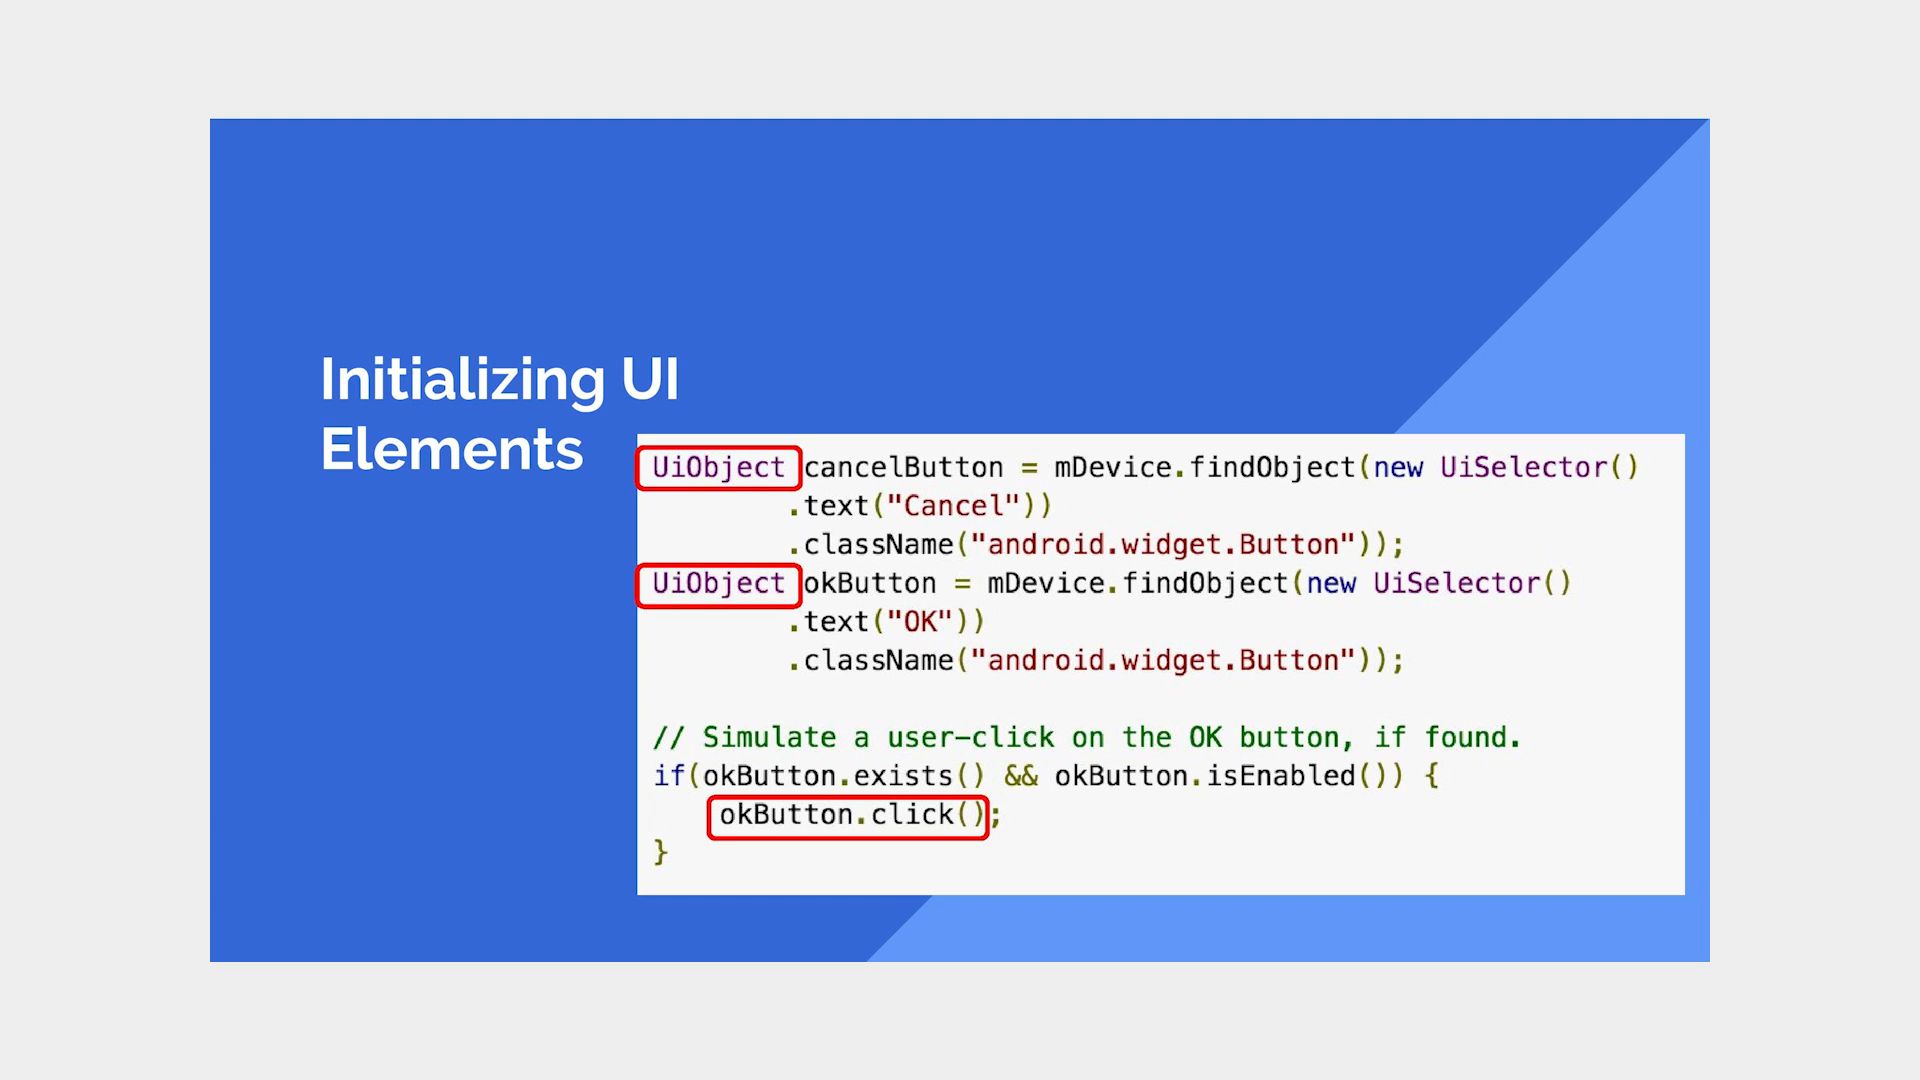 Initializing UI
Elements
UiObject cancelButton = mDevice.findObject(new UiSelector()
        .text("Cancel"))
        .className("android.widget.Button"));
UiObject okButton = mDevice.findObject(new UiSelector()
        .text("OK"))
        .className("android.widget.Button"));
// Simulate a user-click on the OK button, if found.
if(okButton.exists() && okButton.isEnabled()) {
    okButton.click();
}